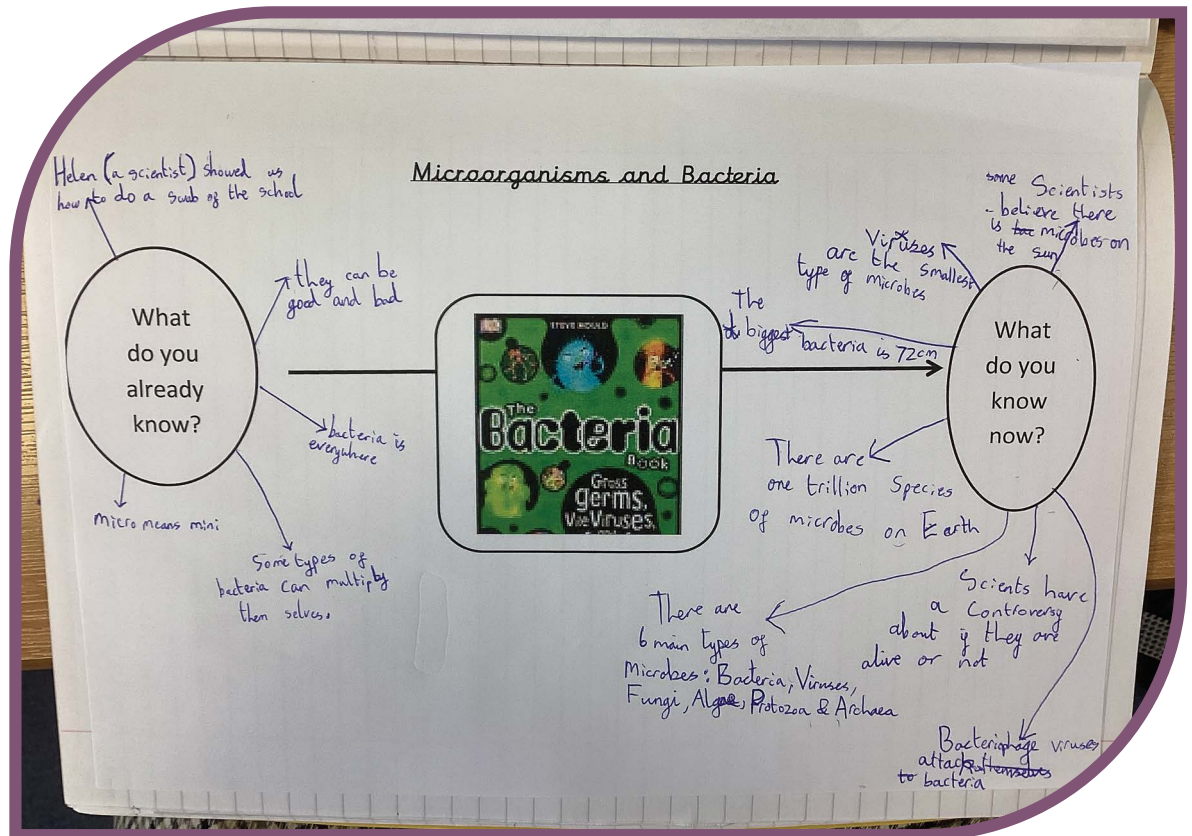 Microorganisms and Bacteria
Helen (a scientist) showed us
how to do a swab of the school
What
do you
already
know?
they can be
good and bad
bacteria is
everywhere
micro means mini
Some types of
bacteria can multiply by
them selves.
STEVE MOULD
The
Bacteria
Book
Gross
germs,
Vile Viruses,
What
do you
know
now?
some Scientists
believe there
is microbes on
the sun
Viruses
are the smallest
type of microbes
The
biggest bacteria is 72cm
There are
one trillion Species
of microbes on Earth
There are
6 main types of
Microbes: Bacteria, Viruses,
Fungi, Algae, Protozoa & Archaea
Scients have
a controversy
about if they are
alive or not
Bacteriophage viruses
attack themselves
to bacteria